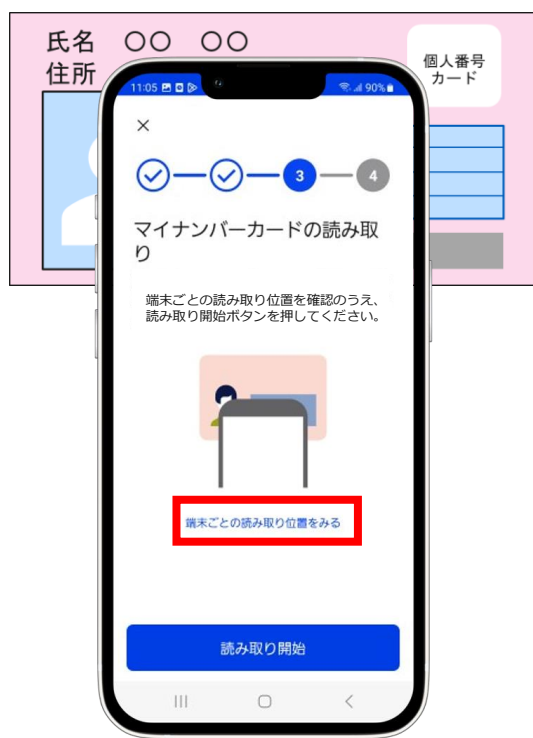 氏名 〇〇 〇〇
住所
個人番号
カード
11:05 90%
×
3 4
マイナンバーカードの読み取
り
端末ごとの読み取り位置を確認のうえ、
読み取り開始ボタンを押してください。
端末ごとの読み取り位置をみる
読み取り開始